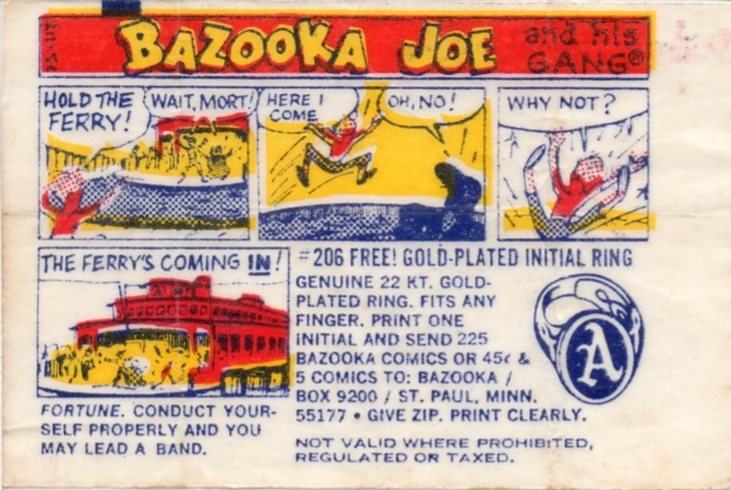 BAZOOKA JOE and his GANG®
HOLD THE
FERRY!
WAIT, MORT!
HERE I
COME
OH, NO!
WHY NOT?
THE FERRY'S COMING IN!
#206 FREE! GOLD-PLATED INITIAL RING
GENUINE 22 KT. GOLD-
PLATED RING. FITS ANY
FINGER. PRINT ONE
INITIAL AND SEND 225
BAZOOKA COMICS OR 45¢ &
5 COMICS TO: BAZOOKA /
BOX 9200 / ST. PAUL, MINN.
55177 • GIVE ZIP. PRINT CLEARLY.
NOT VALID WHERE PROHIBITED,
REGULATED OR TAXED.
A
FORTUNE. CONDUCT YOUR-
SELF PROPERLY AND YOU
MAY LEAD A BAND.